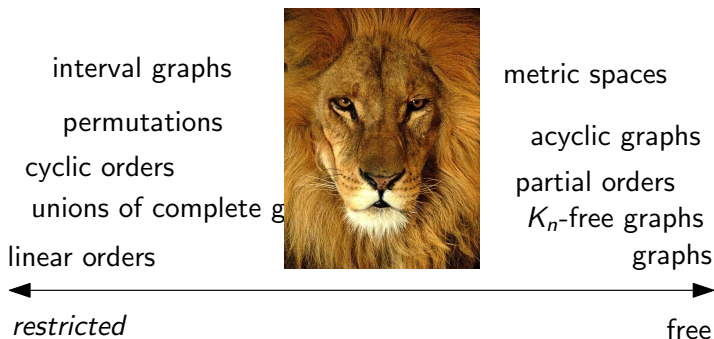 interval graphs
metric spaces
permutations
acyclic graphs
cyclic orders
partial orders
unions of complete g
K_n-free graphs
linear orders
graphs
restricted
free